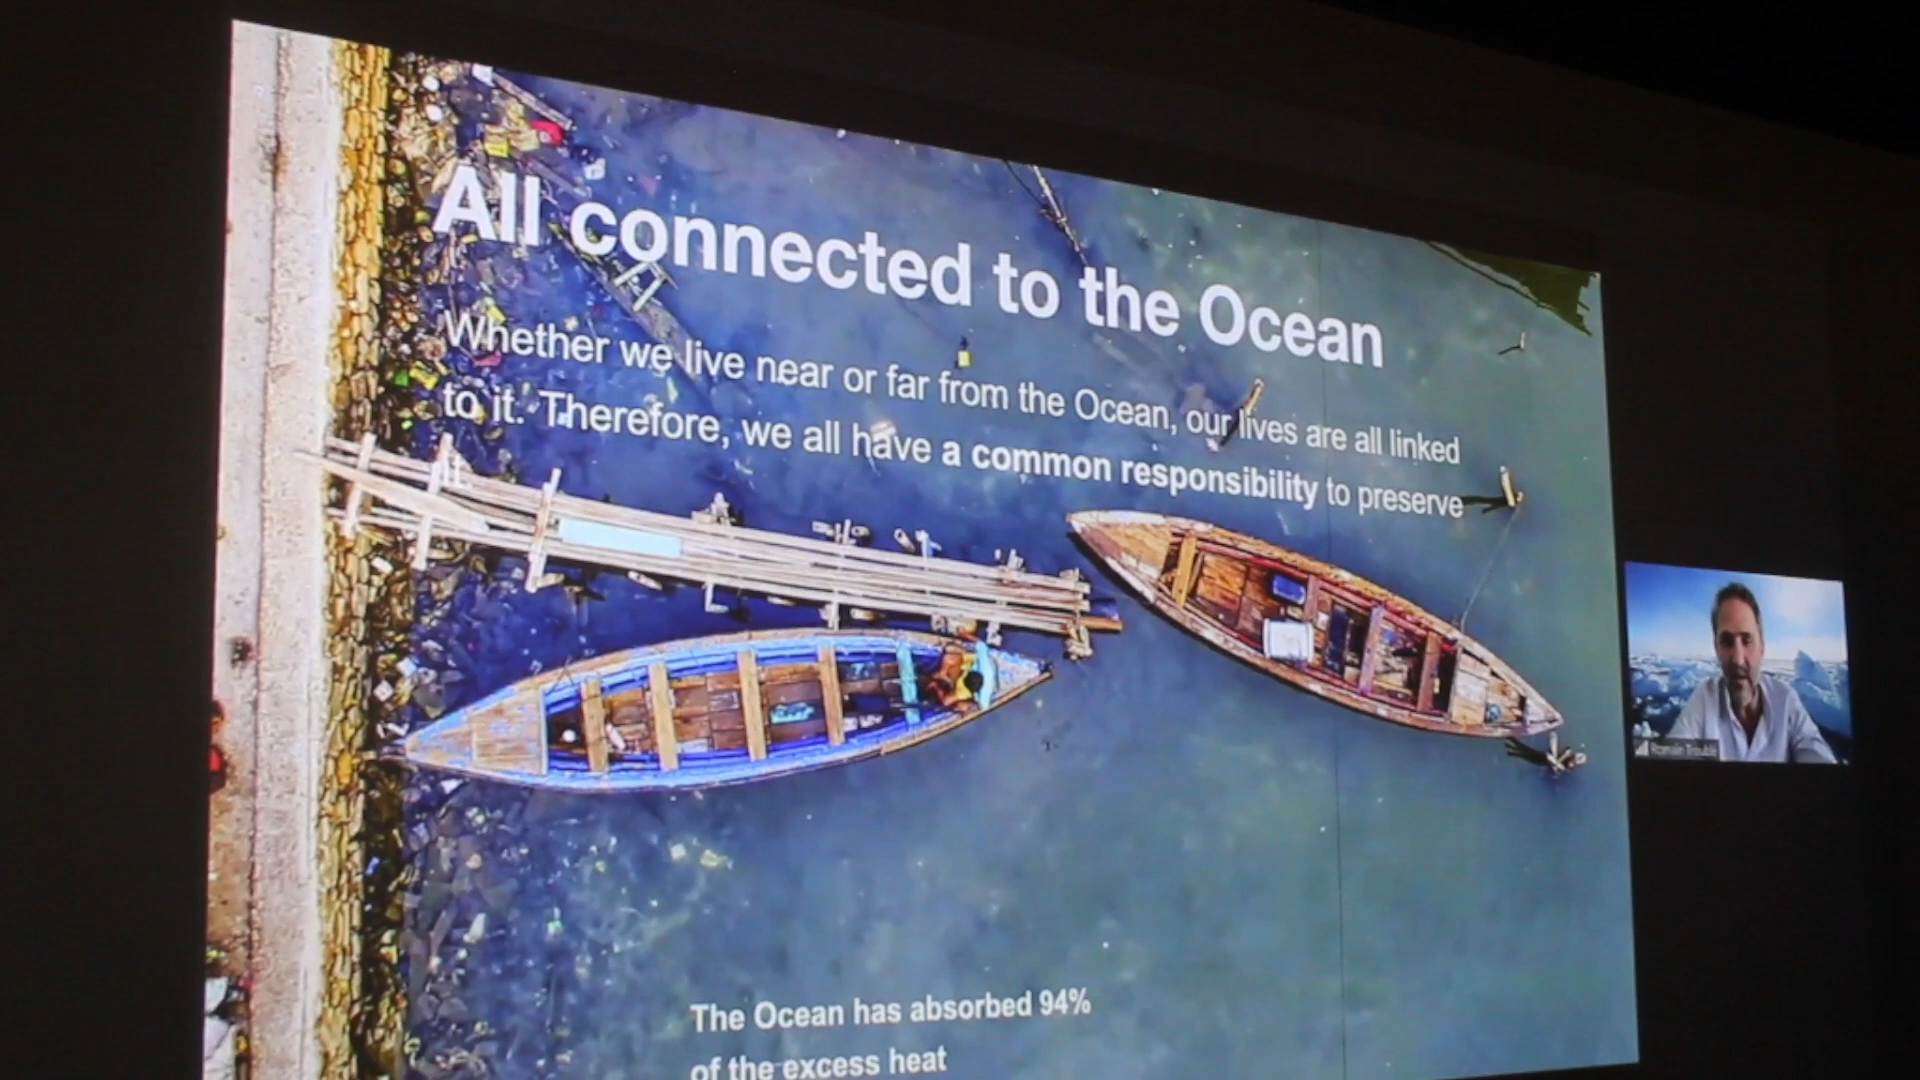 All connected to the Ocean
Whether we live near or far from the Ocean, our lives are all linked
to it. Therefore, we all have a common responsibility to preserve
it
The Ocean has absorbed 94%
of the excess heat
Romain Troublé